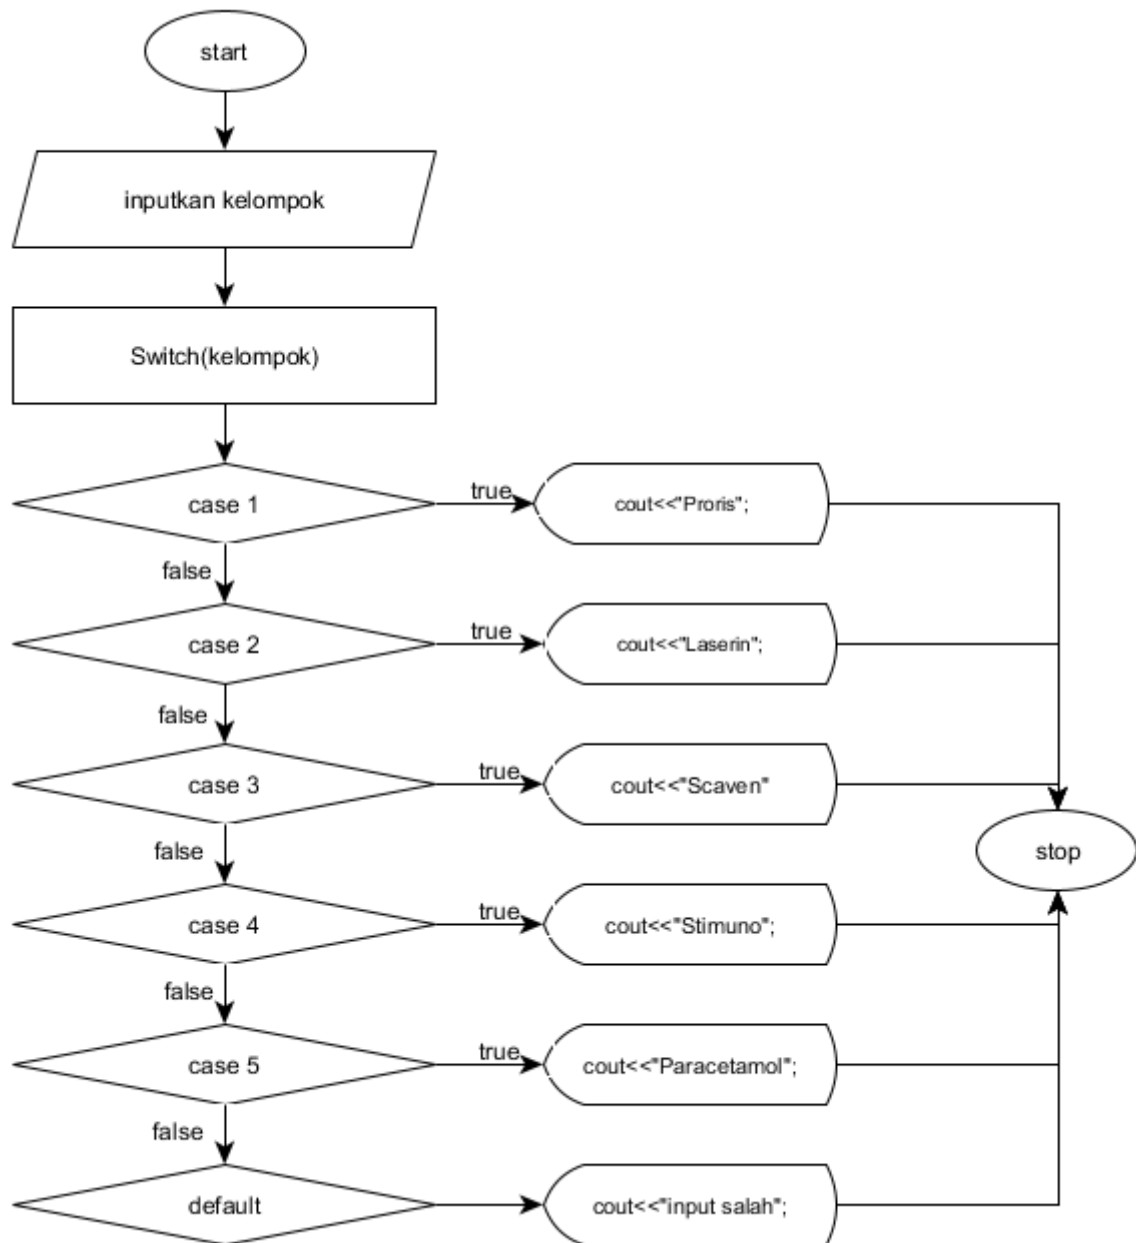 start
inputkan kelompok
Switch(kelompok)
case 1
true
cout<<"Proris";
false
case 2
true
cout<<"Laserin";
false
case 3
true
cout<<"Scaven"
false
stop
case 4
true
cout<<"Stimuno";
false
case 5
true
cout<<"Paracetamol";
false
default
cout<<"input salah";